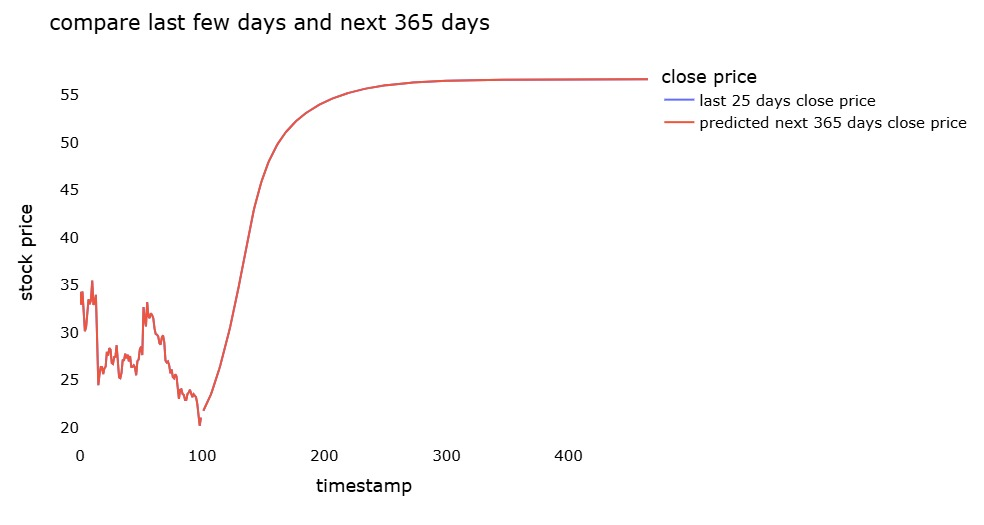 compare last few days and next 365 days
close price
last 25 days close price
predicted next 365 days close price
stock price
55
50
45
40
35
30
25
20
0 100 200 300 400
timestamp